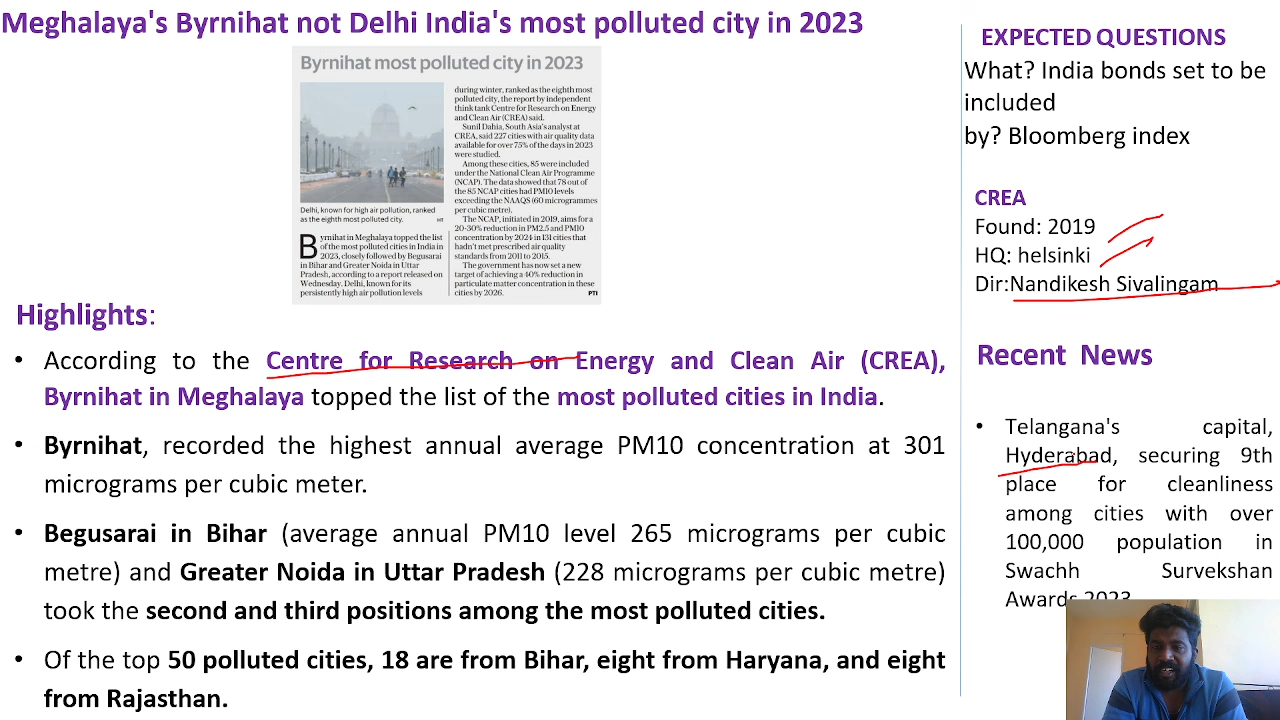 Meghalaya's Byrnihat not Delhi India's most polluted city in 2023
Byrnihat most polluted city in 2023
Delhi, known for high air pollution, ranked
as the eighth most polluted city. HT
Byrnihat in Meghalaya topped the list
of the most polluted cities in India in
2023, closely followed by Begusarai
in Bihar and Greater Noida in Uttar
Pradesh, according to a report released on
Wednesday. Delhi, known for its
persistently high air pollution levels
during winter, ranked as the eighth most
polluted city, the report by independent
think tank Centre for Research on Energy
and Clean Air (CREA) said.
Sunil Dahia, South Asia's analyst at
CREA, said 227 cities with air quality data
available for over 75% of the days in 2023
were studied.
Among these cities, 85 were included
under the National Clean Air Programme
(NCAP). The data showed that 78 out of
the 85 NCAP cities had PM10 levels
exceeding the NAAQS (60 microgrammes
per cubic metre).
The NCAP, initiated in 2019, aims for a
20-30% reduction in PM2.5 and PM10
concentration by 2024 in 131 cities that
hadn't met prescribed air quality
standards from 2011 to 2015.
The government has now set a new
target of achieving a 40% reduction in
particulate matter concentration in these
cities by 2026. PTI
Highlights:
• According to the Centre for Research on Energy and Clean Air (CREA),
Byrnihat in Meghalaya topped the list of the most polluted cities in India.
• Byrnihat, recorded the highest annual average PM10 concentration at 301
micrograms per cubic meter.
• Begusarai in Bihar (average annual PM10 level 265 micrograms per cubic
metre) and Greater Noida in Uttar Pradesh (228 micrograms per cubic metre)
took the second and third positions among the most polluted cities.
• Of the top 50 polluted cities, 18 are from Bihar, eight from Haryana, and eight
from Rajasthan.
EXPECTED QUESTIONS
What? India bonds set to be
included
by? Bloomberg index
CREA
Found: 2019
HQ: helsinki
Dir:Nandikesh Sivalingam
Recent News
• Telangana's capital,
Hyderabad, securing 9th
place for cleanliness
among cities with over
100,000 population in
Swachh Survekshan
Awards 2023